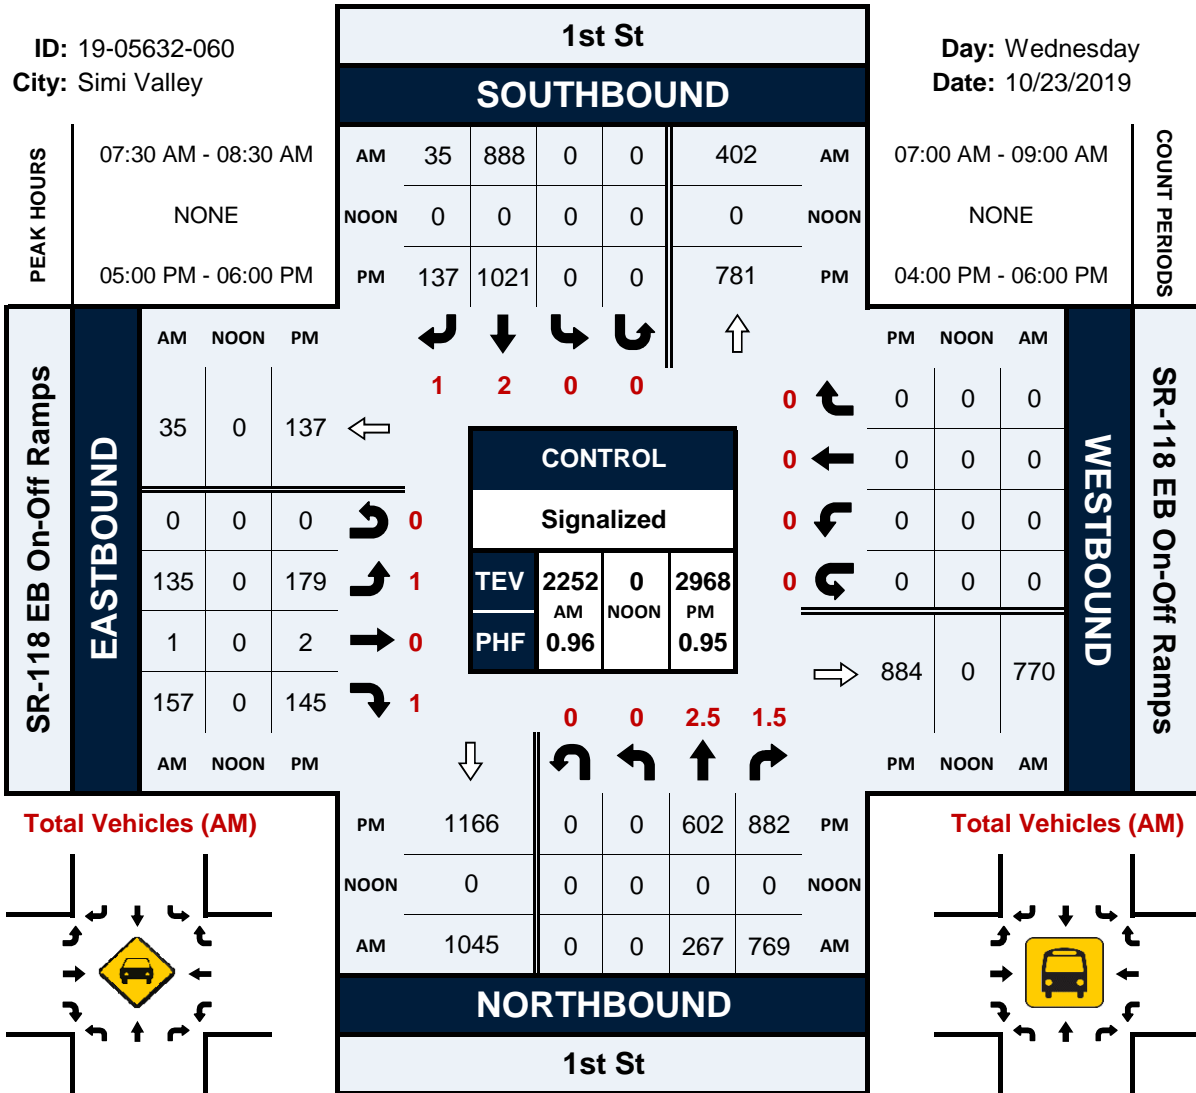 1st St
ID: 19-05632-060
Day: Wednesday
City: Simi Valley
Date: 10/23/2019
SOUTHBOUND
PEAK HOURS
07:30 AM - 08:30 AM
AM 35 888 0 0 402 AM
07:00 AM - 09:00 AM
COUNT PERIODS
NONE
NOON 0 0 0 0 0 NOON
NONE
05:00 PM - 06:00 PM
PM 137 1021 0 0 781 PM
04:00 PM - 06:00 PM
AM NOON PM
PM NOON AM
1 2 0 0
SR-118 EB On-Off Ramps
EASTBOUND
35 0 137
0 0 0 0
135 0 179 1
1 0 2 0
157 0 145 1
AM NOON PM
CONTROL
Signalized
TEV 2252 0 2968
AM NOON PM
PHF 0.96 0.95
0 0 0 0
0 0 0 0
0 0 0 0
0 0 0 0
884 0 770
PM NOON AM
WESTBOUND
SR-118 EB On-Off Ramps
0 0 2.5 1.5
Total Vehicles (AM)
PM 1166 0 0 602 882 PM
Total Vehicles (AM)
NOON 0 0 0 0 0 NOON
AM 1045 0 0 267 769 AM
NORTHBOUND
1st St